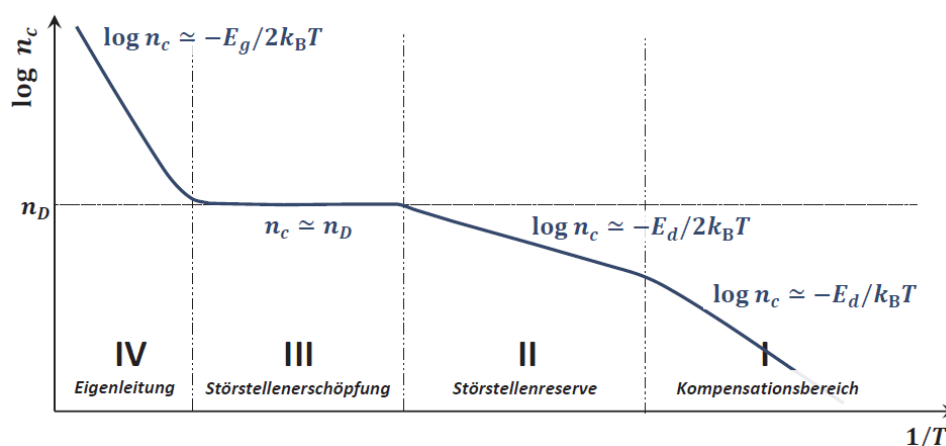 log n_c
log n_c ≃ −E_g/2k_BT
n_D
n_c ≃ n_D
log n_c ≃ −E_d/2k_BT
log n_c ≃ −E_d/k_BT
IV III II I
Eigenleitung Störstellenerschöpfung Störstellenreserve Kompensationsbereich
1/T